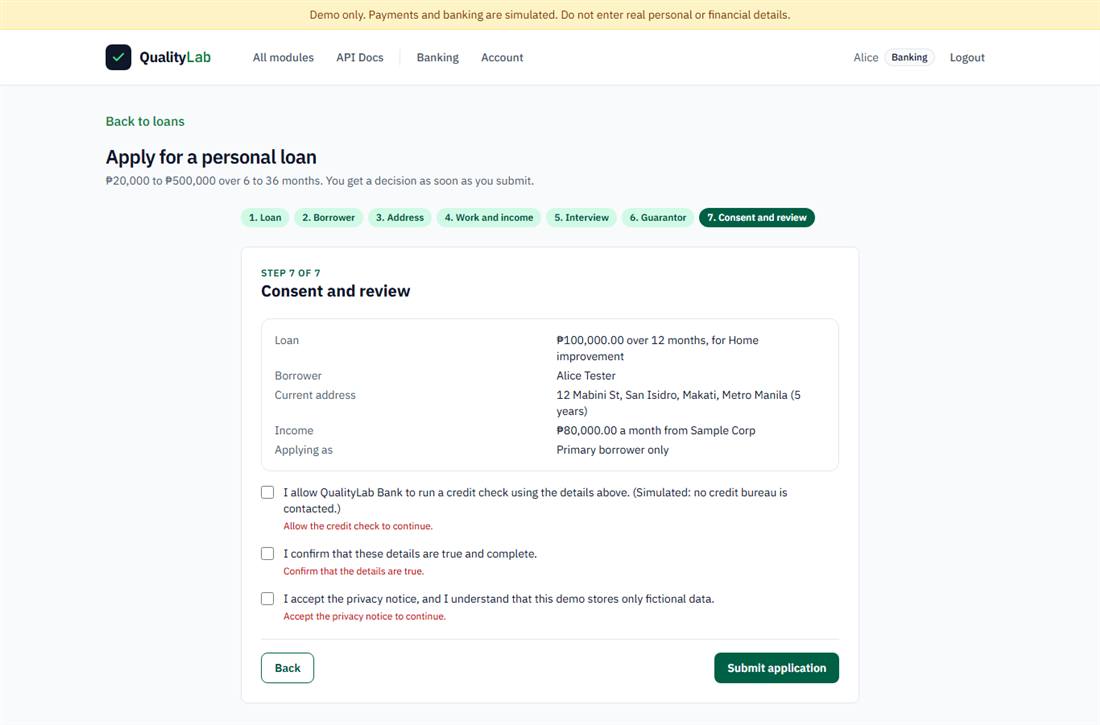 Demo only. Payments and banking are simulated. Do not enter real personal or financial details.
QualityLab All modules API Docs Banking Account Alice Banking Logout
Back to loans
Apply for a personal loan
₱20,000 to ₱500,000 over 6 to 36 months. You get a decision as soon as you submit.
1. Loan 2. Borrower 3. Address 4. Work and income 5. Interview 6. Guarantor 7. Consent and review
STEP 7 OF 7
Consent and review
Loan ₱100,000.00 over 12 months, for Home
improvement
Borrower Alice Tester
Current address 12 Mabini St, San Isidro, Makati, Metro Manila (5
years)
Income ₱80,000.00 a month from Sample Corp
Applying as Primary borrower only
I allow QualityLab Bank to run a credit check using the details above. (Simulated: no credit bureau is
contacted.)
Allow the credit check to continue.
I confirm that these details are true and complete.
Confirm that the details are true.
I accept the privacy notice, and I understand that this demo stores only fictional data.
Accept the privacy notice to continue.
Back Submit application